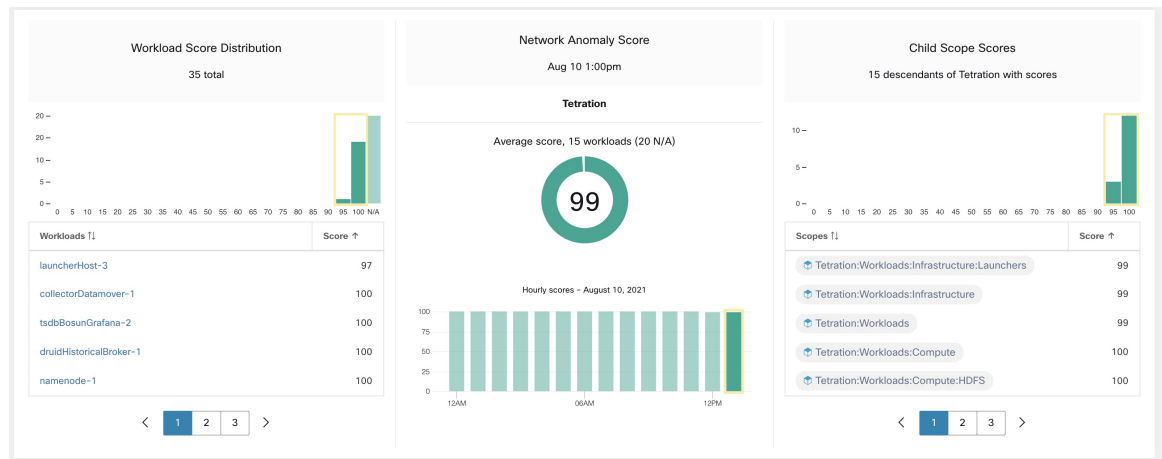 Workload Score Distribution
35 total
20
20
10
5
0
0 5 10 15 20 25 30 35 40 45 50 55 60 65 70 75 80 85 90 95 100 N/A
Workloads ↑↓ Score ↑
launcherHost-3 97
collectorDatamover-1 100
tsdbBosunGrafana-2 100
druidHistoricalBroker-1 100
namenode-1 100
< 1 2 3 >
Network Anomaly Score
Aug 10 1:00pm
Tetration
Average score, 15 workloads (20 N/A)
99
Hourly scores - August 10, 2021
100
75
50
25
0
12AM 06AM 12PM
Child Scope Scores
15 descendants of Tetration with scores
10
5
0
0 5 10 15 20 25 30 35 40 45 50 55 60 65 70 75 80 85 90 95 100
Scopes ↑↓ Score ↑
Tetration:Workloads:Infrastructure:Launchers 99
Tetration:Workloads:Infrastructure 99
Tetration:Workloads 99
Tetration:Workloads:Compute 100
Tetration:Workloads:Compute:HDFS 100
< 1 2 3 >